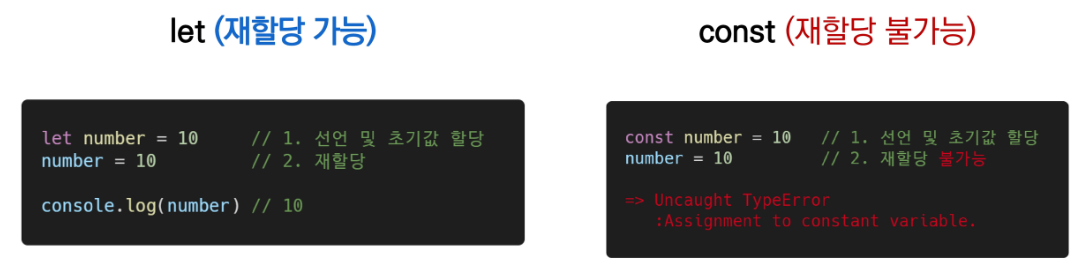 let (재할당 가능)
let number = 10 // 1. 선언 및 초기값 할당
number = 10 // 2. 재할당
console.log(number) // 10
const (재할당 불가능)
const number = 10 // 1. 선언 및 초기값 할당
number = 10 // 2. 재할당 불가능
=> Uncaught TypeError
:Assignment to constant variable.